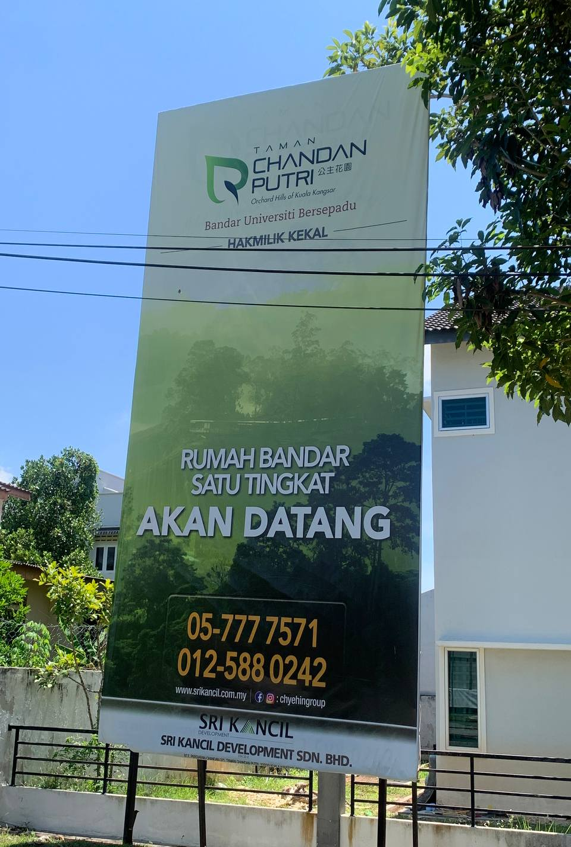 TAMAN
CHANDAN
PUTRI 公主花園
Orchard Hills of Kuala Kangsar
Bandar Universiti Bersepadu
HAKMILIK KEKAL
RUMAH BANDAR
SATU TINGKAT
AKAN DATANG
05-777 7571
012-588 0242
www.srikancil.com.my : chyehingroup
SRI KANCIL
DEVELOPMENT
SRI KANCIL DEVELOPMENT SDN. BHD.